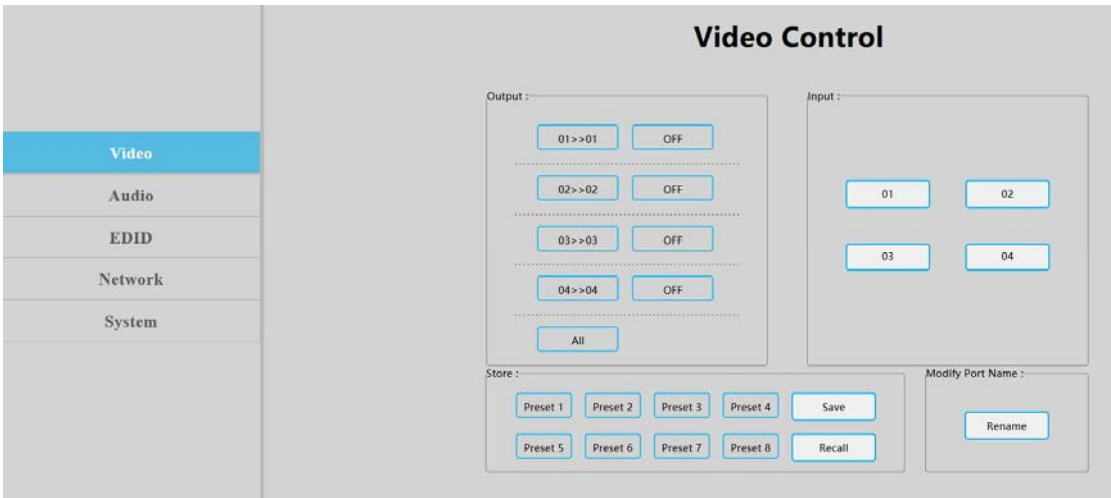 Video Control
Video
Audio
EDID
Network
System
Output :
01>>01 OFF
02>>02 OFF
03>>03 OFF
04>>04 OFF
All
Input :
01 02
03 04
Store :
Preset 1 Preset 2 Preset 3 Preset 4 Save
Preset 5 Preset 6 Preset 7 Preset 8 Recall
Modify Port Name :
Rename